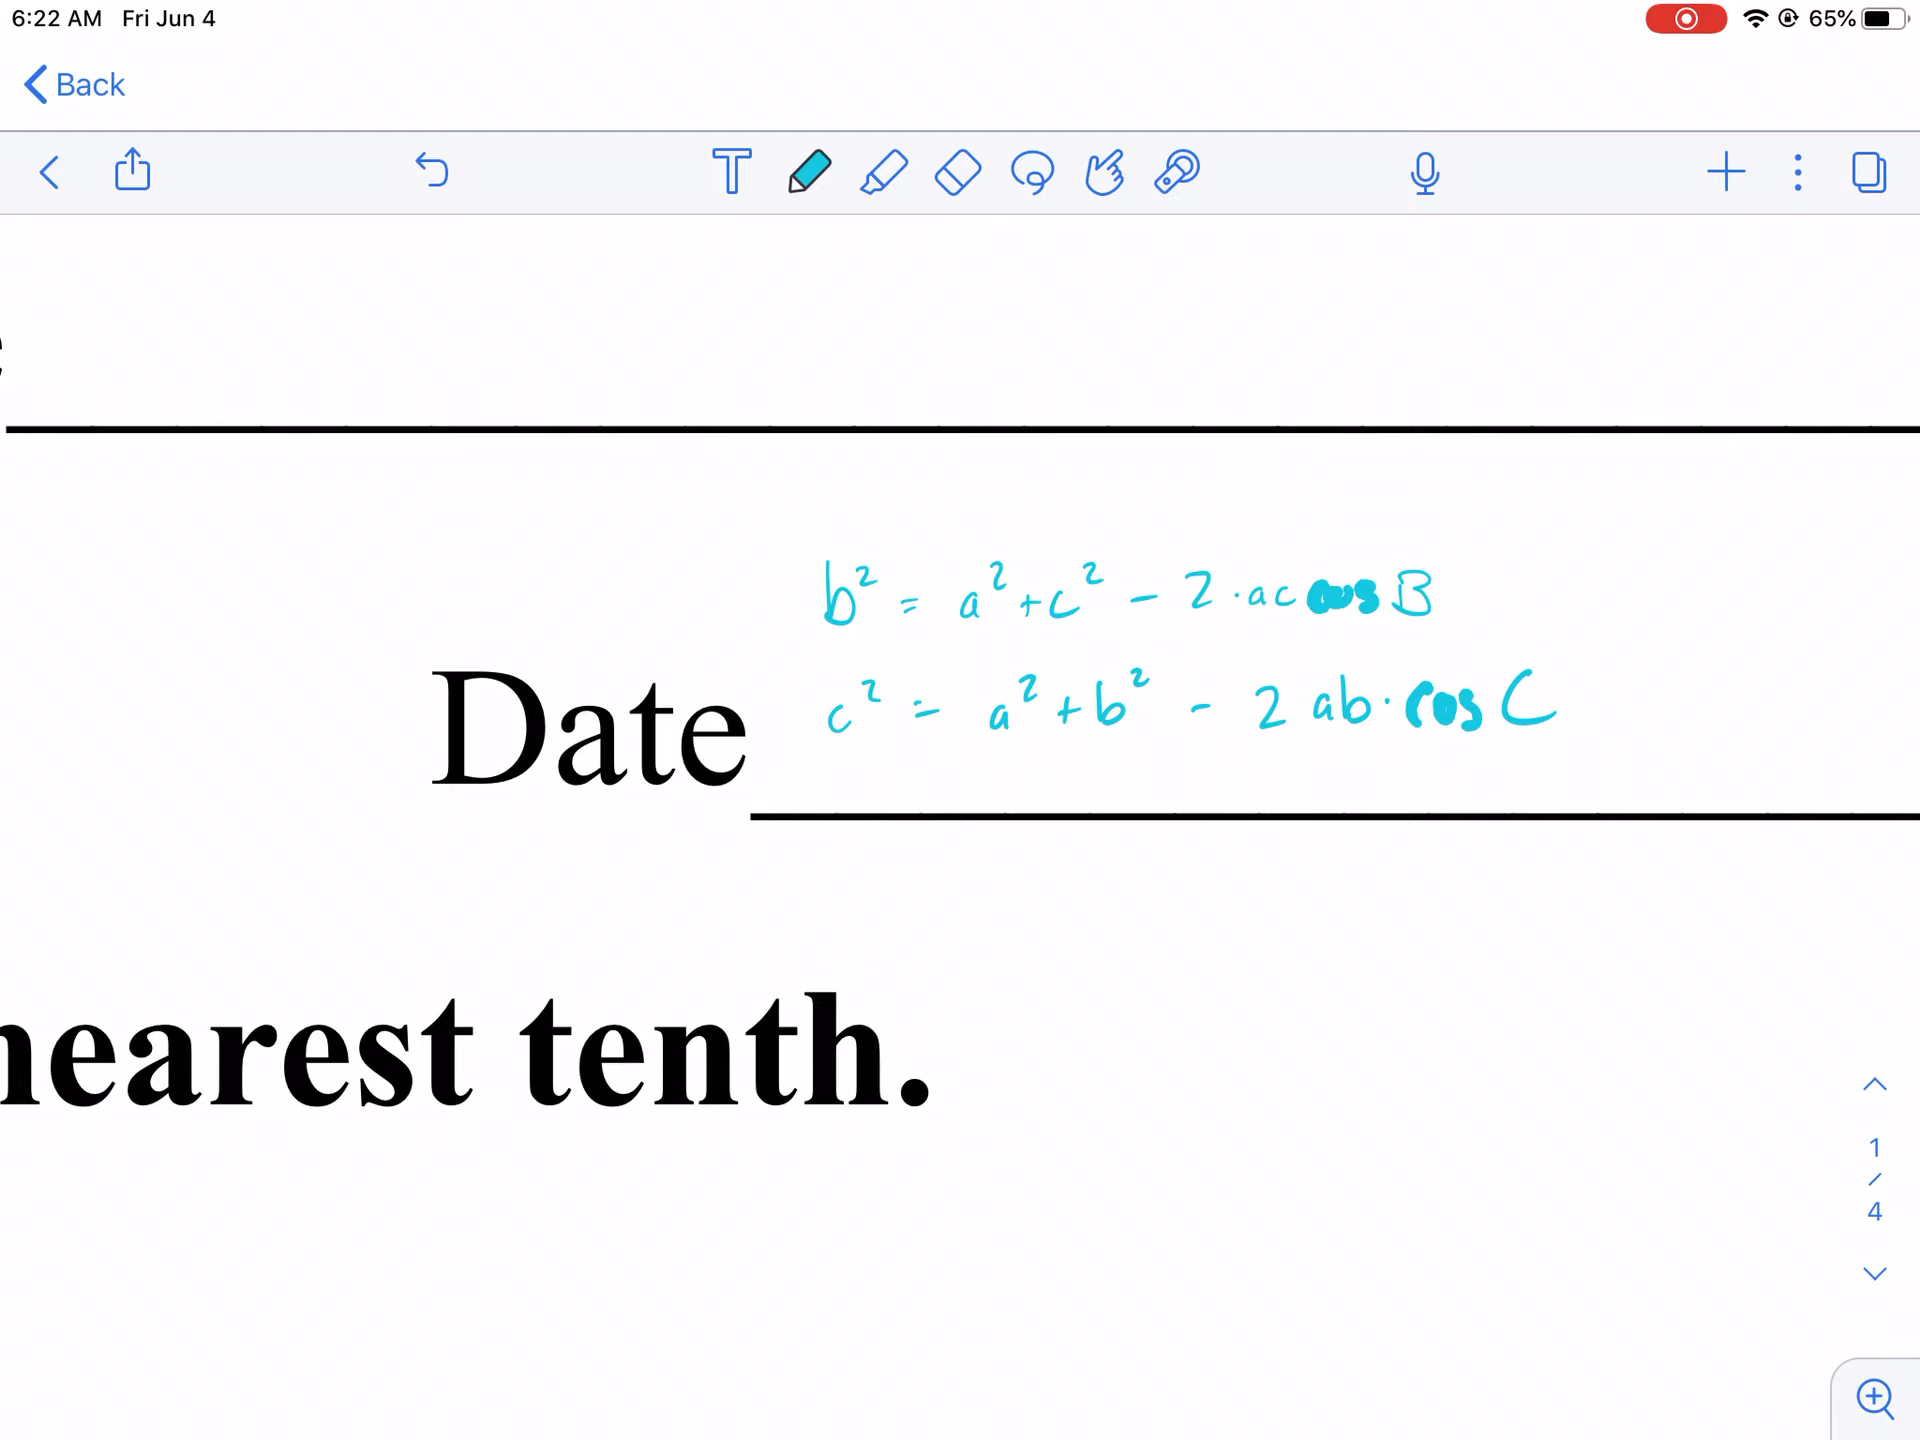 6:22 AM Fri Jun 4 65%
Back
b² = a² + c² - 2 · ac cos B
c² = a² + b² - 2 ab · cos C
Date
nearest tenth.
1
/
4